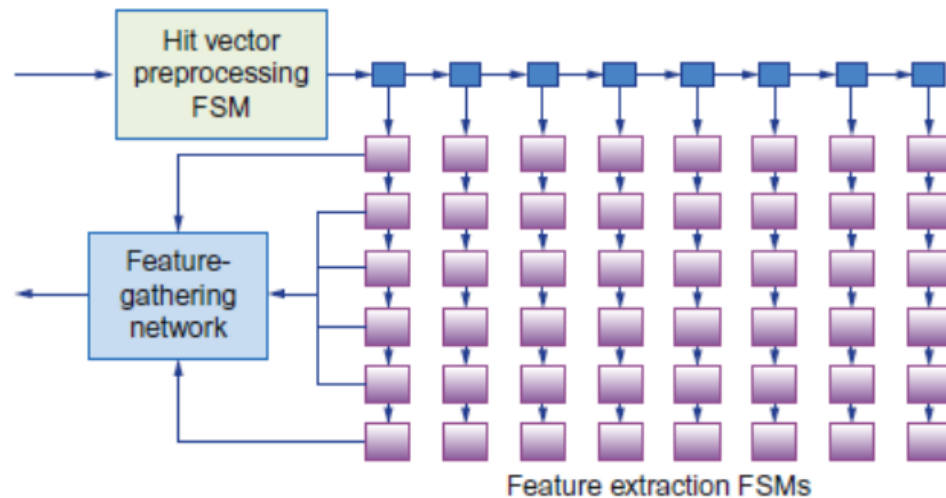 Hit vector
preprocessing
FSM
Feature-
gathering
network
Feature extraction FSMs